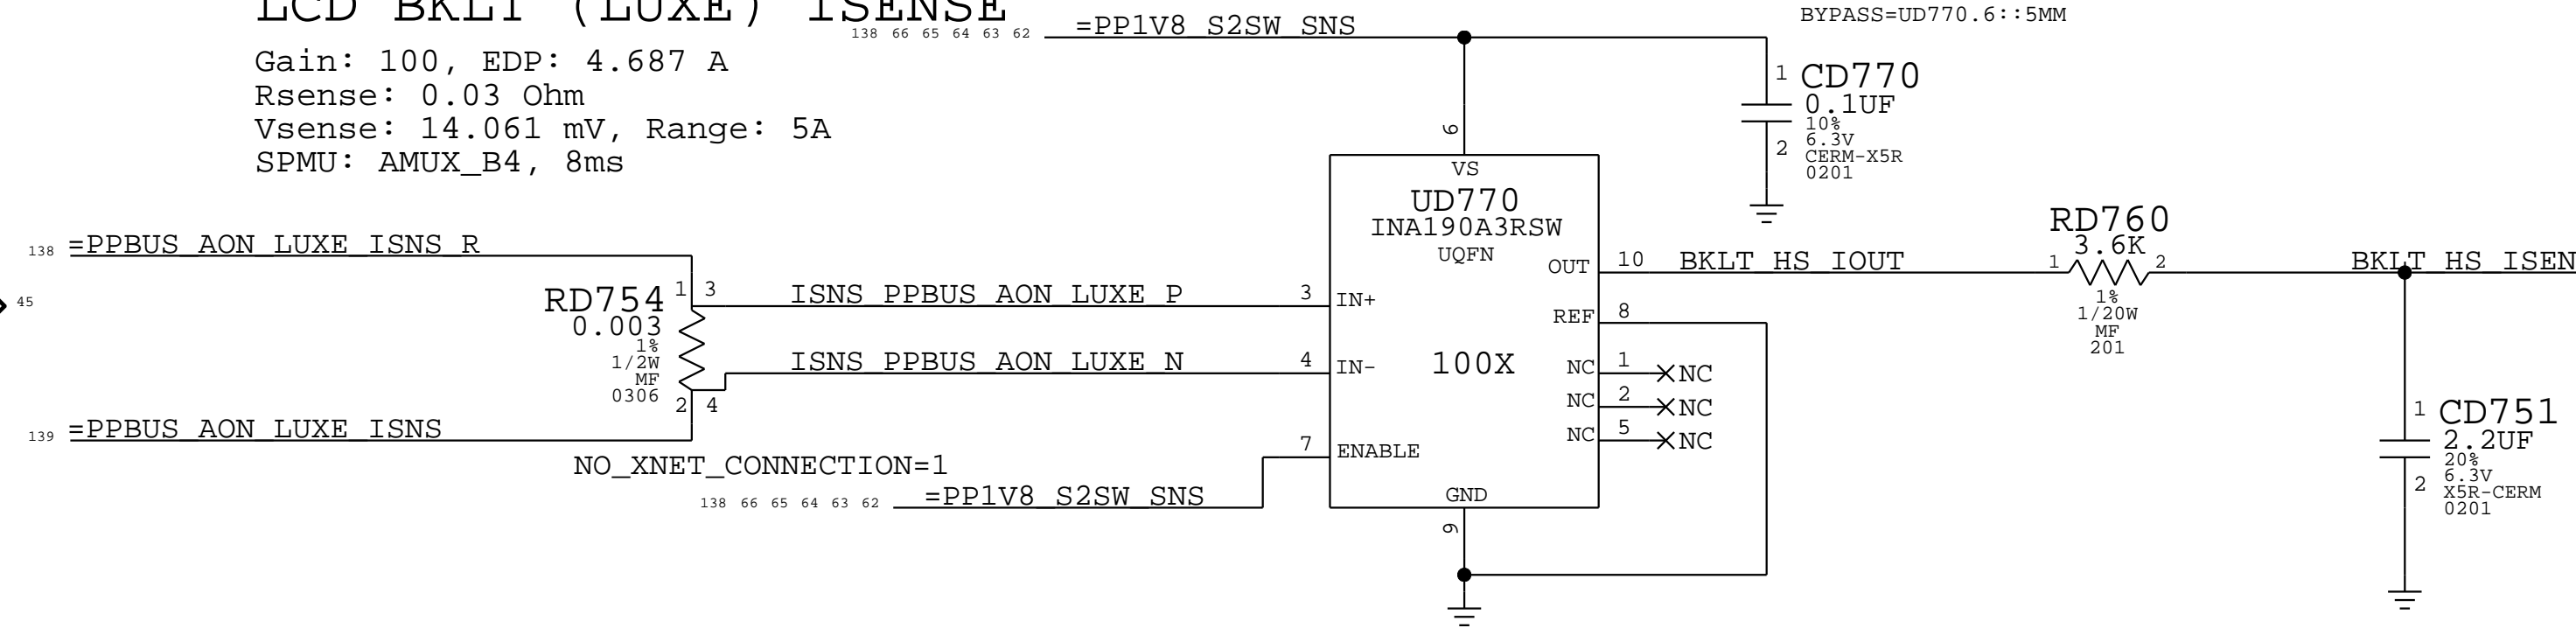 LCD BKLT (LUXE) ISENSE
Gain: 100, EDP: 4.687 A
Rsense: 0.03 Ohm
Vsense: 14.061 mV, Range: 5A
SPMU: AMUX_B4, 8ms
138 66 65 64 63 62 =PP1V8_S2SW_SNS
BYPASS=UD770.6::5MM
1
CD770
0.1UF
10%
6.3V
CERM-X5R
0201
2
6
VS
UD770
INA190A3RSW
UQFN
100X
138 =PPBUS_AON_LUXE_ISNS_R
45
RD754
0.003
1%
1/2W
MF
0306
1 3
2 4
ISNS_PPBUS_AON_LUXE_P 3 IN+
ISNS_PPBUS_AON_LUXE_N 4 IN-
139 =PPBUS_AON_LUXE_ISNS
7 ENABLE
NO_XNET_CONNECTION=1
138 66 65 64 63 62 =PP1V8_S2SW_SNS
GND
9
OUT 10 BKLT_HS_IOUT
REF 8
NC 1 NC
NC 2 NC
NC 5 NC
RD760
3.6K
1 2
1%
1/20W
MF
201
BKLT_HS_ISEN
1
CD751
2.2UF
20%
6.3V
X5R-CERM
0201
2